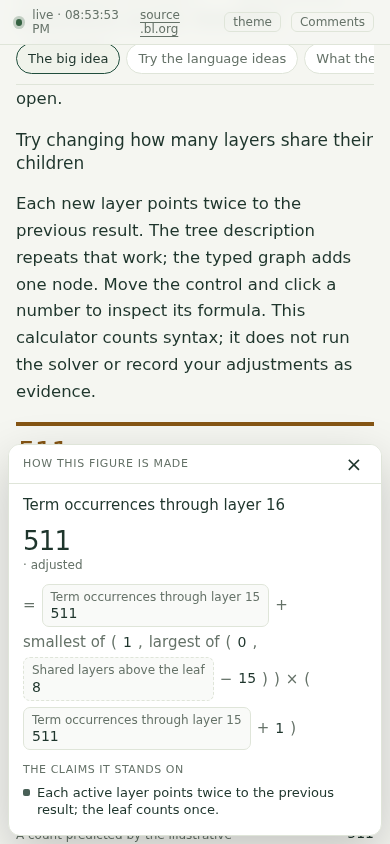 live · 08:53:53 PM
source .bl.org
theme
Comments
The big idea
Try the language ideas
What the
open.
Try changing how many layers share their
children
Each new layer points twice to the
previous result. The tree description
repeats that work; the typed graph adds
one node. Move the control and click a
number to inspect its formula. This
calculator counts syntax; it does not run
the solver or record your adjustments as
evidence.
HOW THIS FIGURE IS MADE
×
Term occurrences through layer 16
511
· adjusted
= Term occurrences through layer 15 511 +
smallest of ( 1 , largest of ( 0 ,
Shared layers above the leaf 8 − 15 ) ) × (
Term occurrences through layer 15 511 + 1 )
THE CLAIMS IT STANDS ON
Each active layer points twice to the previous
result; the leaf counts once.